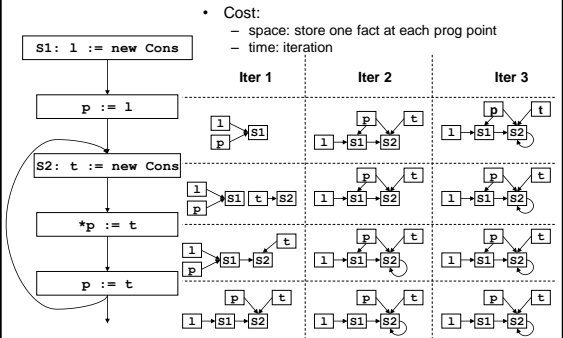 • Cost:
– space: store one fact at each prog point
– time: iteration
S1: l := new Cons
p := l
S2: t := new Cons
*p := t
p := t
Iter 1 Iter 2 Iter 3
l p S1
p t l S1 S2
p t l S1 S2
l p S1 t S2
p t l S1 S2
p t l S1 S2
l p S1 S2 t
p t l S1 S2
p t l S1 S2
p t l S1 S2
p t l S1 S2
p t l S1 S2